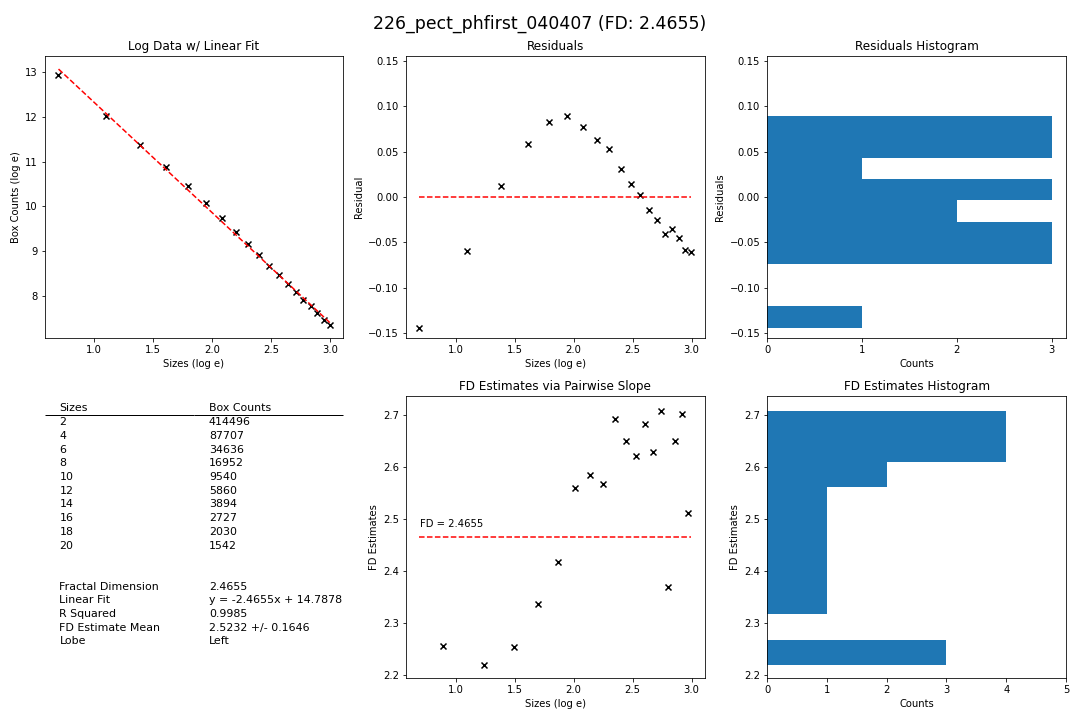 226_pect_phfirst_040407 (FD: 2.4655)
Log Data w/ Linear Fit
13
12
11
10
9
8
1.0 1.5 2.0 2.5 3.0
Box Counts (log e)
Sizes (log e)
Residuals
0.15
0.10
0.05
0.00
−0.05
−0.10
−0.15
1.0 1.5 2.0 2.5 3.0
Residual
Sizes (log e)
Residuals Histogram
0.15
0.10
0.05
0.00
−0.05
−0.10
−0.15
0 1 2 3
Residuals
Counts
Sizes Box Counts
2 414496
4 87707
6 34636
8 16952
10 9540
12 5860
14 3894
16 2727
18 2030
20 1542
Fractal Dimension 2.4655
Linear Fit y = -2.4655x + 14.7878
R Squared 0.9985
FD Estimate Mean 2.5232 +/- 0.1646
Lobe Left
FD Estimates via Pairwise Slope
2.7
2.6
2.5
2.4
2.3
2.2
FD = 2.4655
1.0 1.5 2.0 2.5 3.0
FD Estimates
Sizes (log e)
FD Estimates Histogram
2.7
2.6
2.5
2.4
2.3
2.2
0 1 2 3 4 5
FD Estimates
Counts